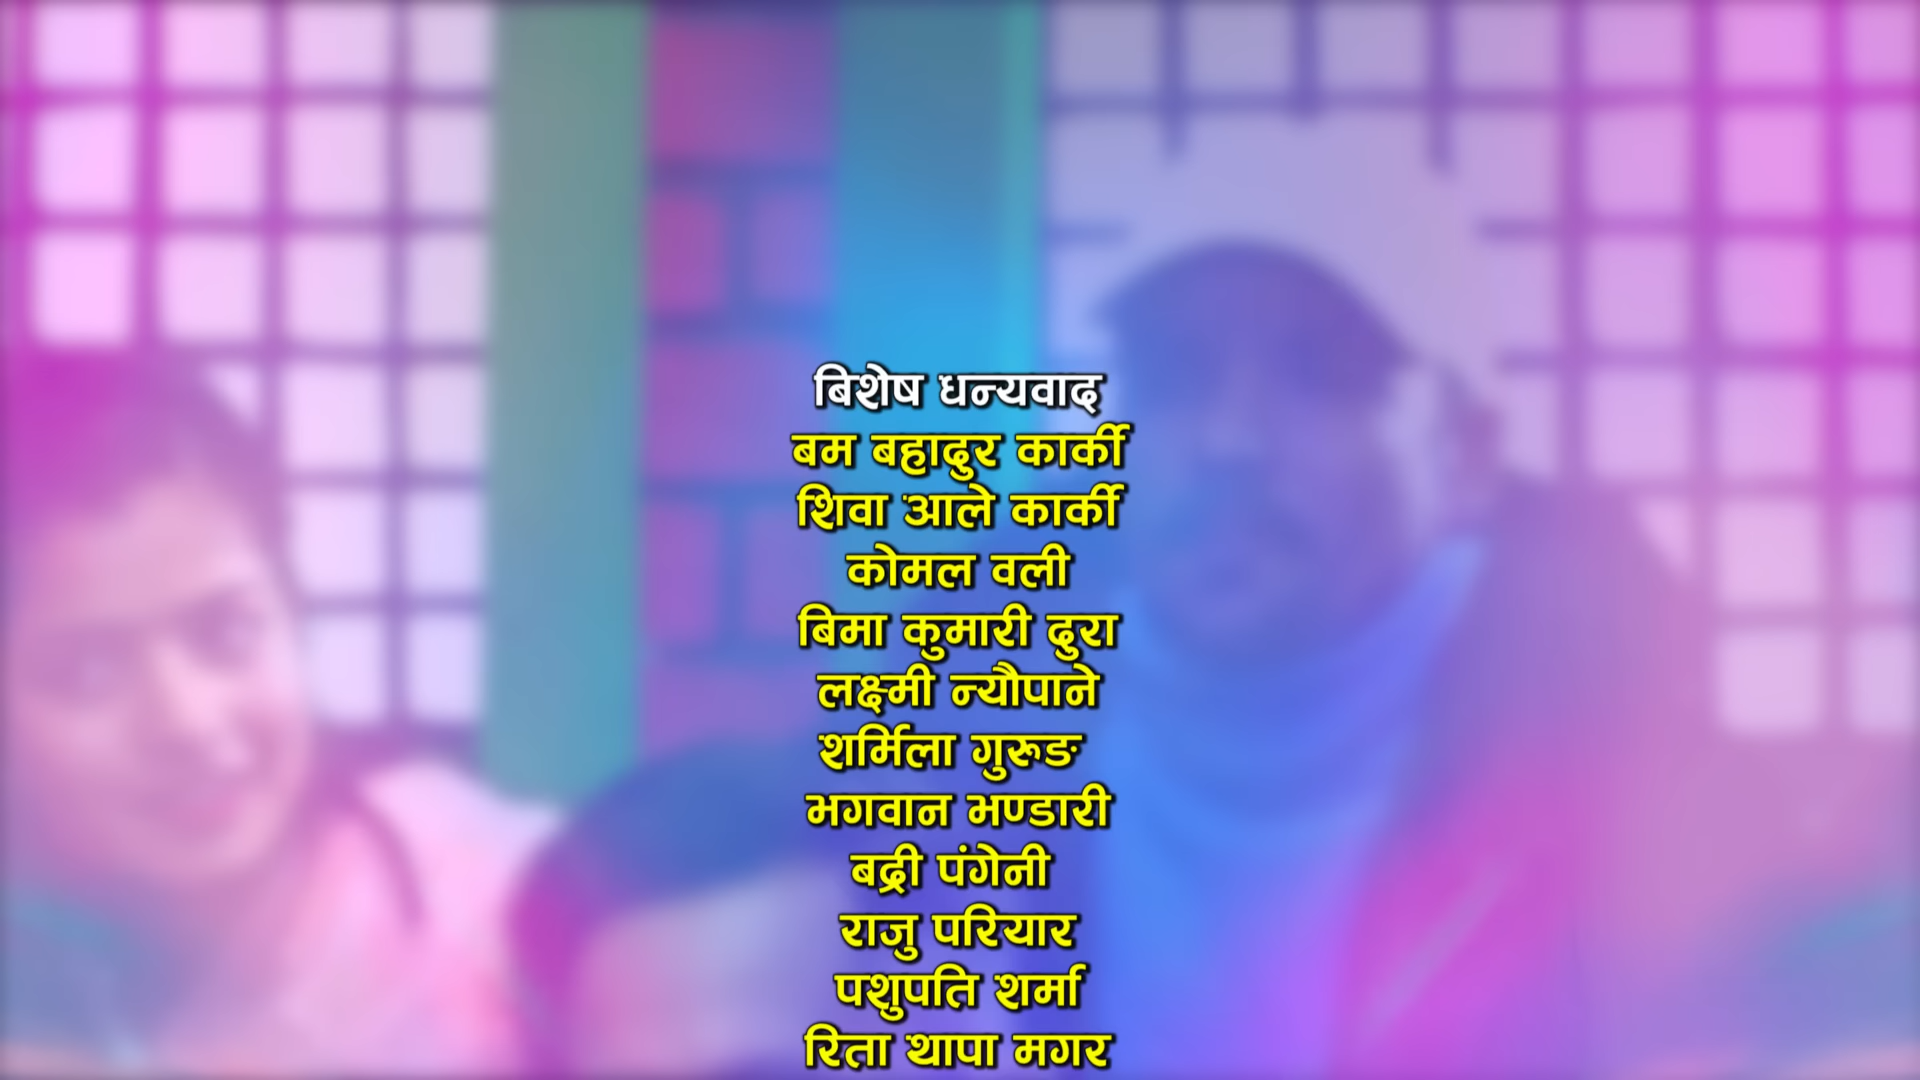 बिशेष धन्यवाद
बम बहादुर कार्की
शिवा आले कार्की
कोमल वली
बिमा कुमारी दुरा
लक्ष्मी न्यौपाने
शर्मिला गुरूङ
भगवान भण्डारी
बद्री पंगेनी
राजु परियार
पशुपति शर्मा
रिता थापा मगर